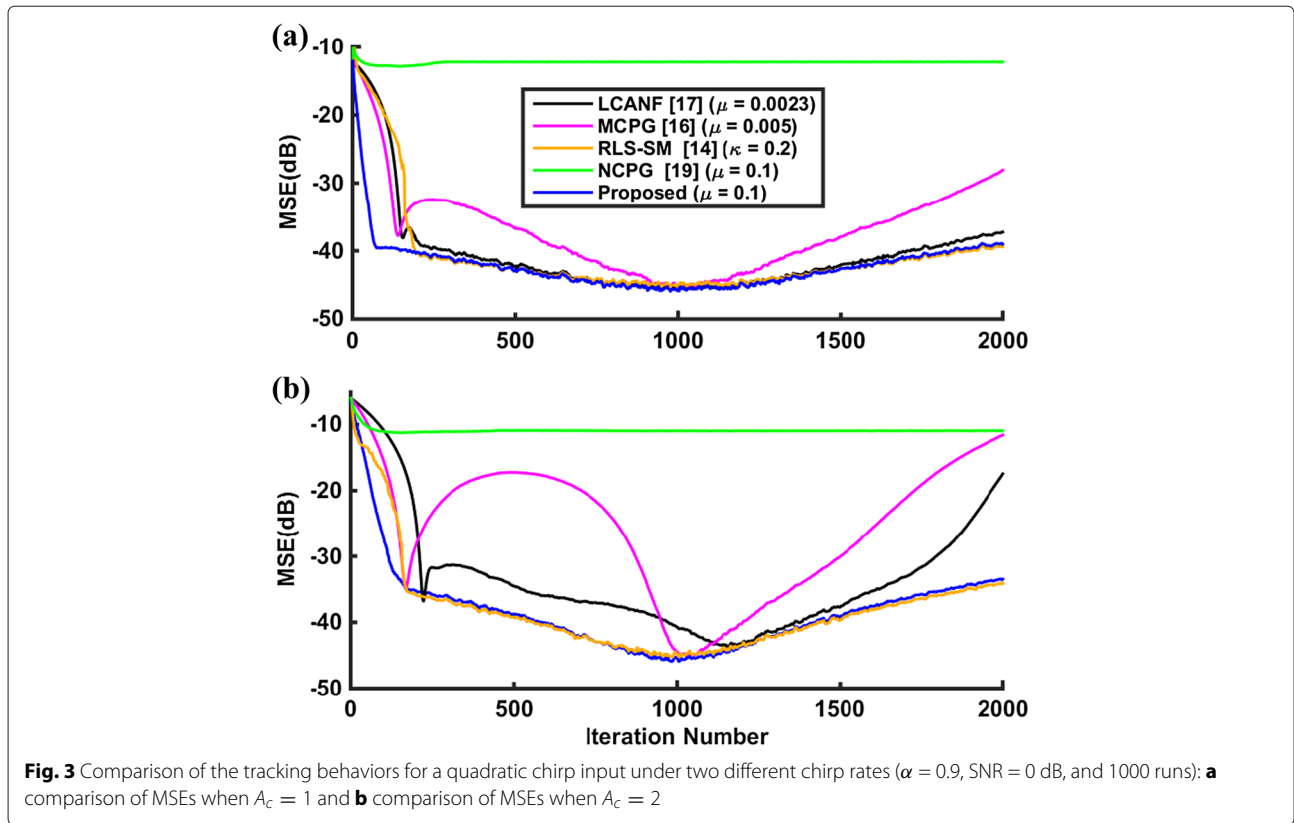 (a)
-10
-20
-30
-40
-50
MSE(dB)
LCANF [17] (μ = 0.0023)
MCPG [16] (μ = 0.005)
RLS-SM [14] (κ = 0.2)
NCPG [19] (μ = 0.1)
Proposed (μ = 0.1)
0 500 1000 1500 2000
(b)
-10
-20
-30
-40
-50
MSE(dB)
0 500 1000 1500 2000
Iteration Number
Fig. 3 Comparison of the tracking behaviors for a quadratic chirp input under two different chirp rates (α = 0.9, SNR = 0 dB, and 1000 runs): a
comparison of MSEs when A_c = 1 and b comparison of MSEs when A_c = 2